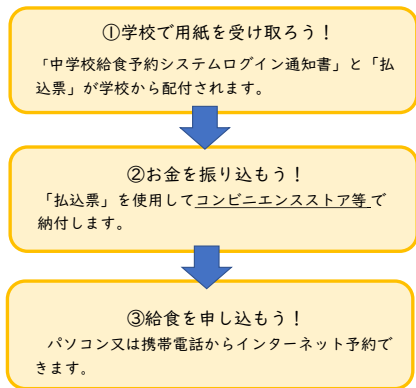 ①学校で用紙を受け取ろう！
「中学校給食予約システムログイン通知書」と「払
込票」が学校から配付されます。
②お金を振り込もう！
「払込票」を使用してコンビニエンスストア等で
納付します。
③給食を申し込もう！
パソコン又は携帯電話からインターネット予約で
きます。